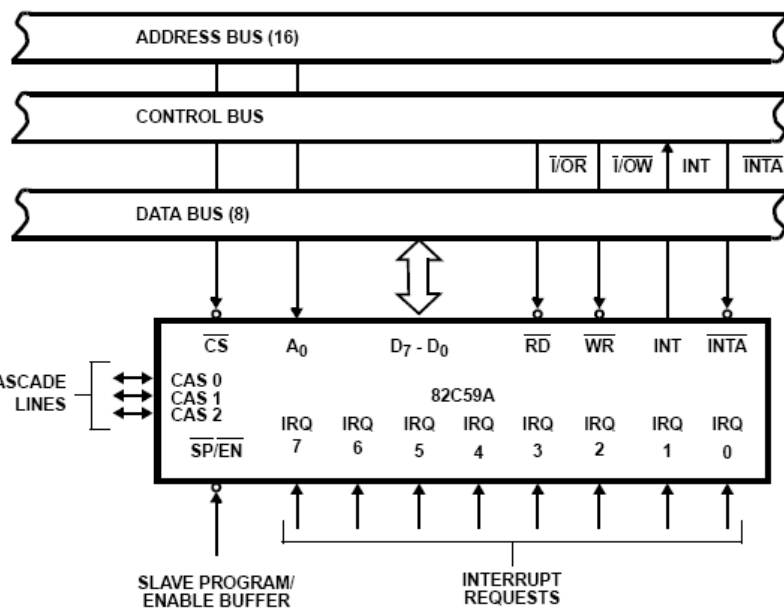 ADDRESS BUS (16)
CONTROL BUS
I/OR I/OW INT INTA
DATA BUS (8)
CS A0 D7 - D0 RD WR INT INTA
ASCADE
LINES
CAS 0
CAS 1
CAS 2
82C59A
SP/EN
IRQ IRQ IRQ IRQ IRQ IRQ IRQ IRQ
7 6 5 4 3 2 1 0
SLAVE PROGRAM/
ENABLE BUFFER
INTERRUPT
REQUESTS